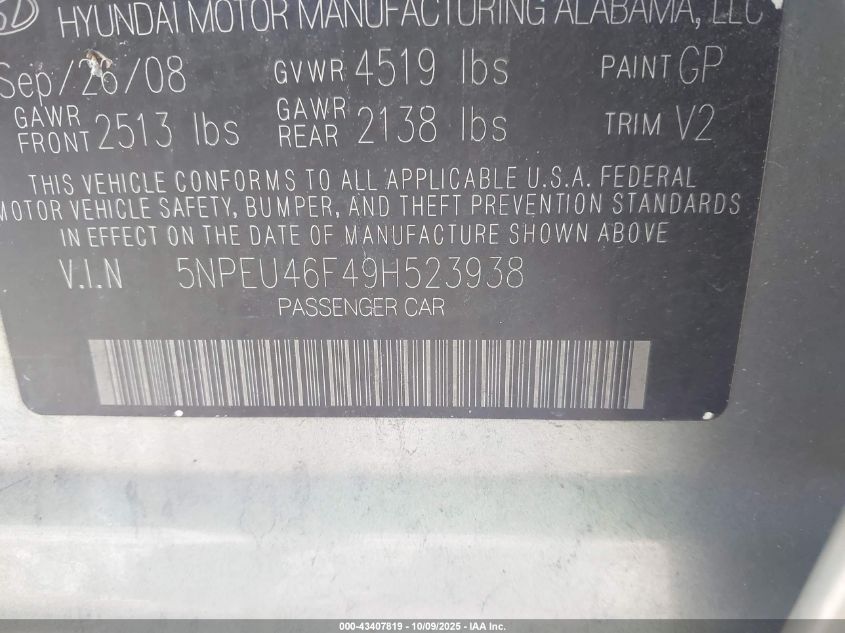 HYUNDAI MOTOR MANUFACTURING ALABAMA, LLC
Sep/26/08 GVWR 4519 lbs PAINT GP
GAWR FRONT 2513 lbs GAWR REAR 2138 lbs TRIM V2
THIS VEHICLE CONFORMS TO ALL APPLICABLE U.S.A. FEDERAL
MOTOR VEHICLE SAFETY, BUMPER, AND THEFT PREVENTION STANDARDS
IN EFFECT ON THE DATE OF MANUFACTURE SHOWN ABOVE
V.I.N 5NPEU46F49H523938
PASSENGER CAR
000-43407819 - 10/09/2025 - IAA Inc.